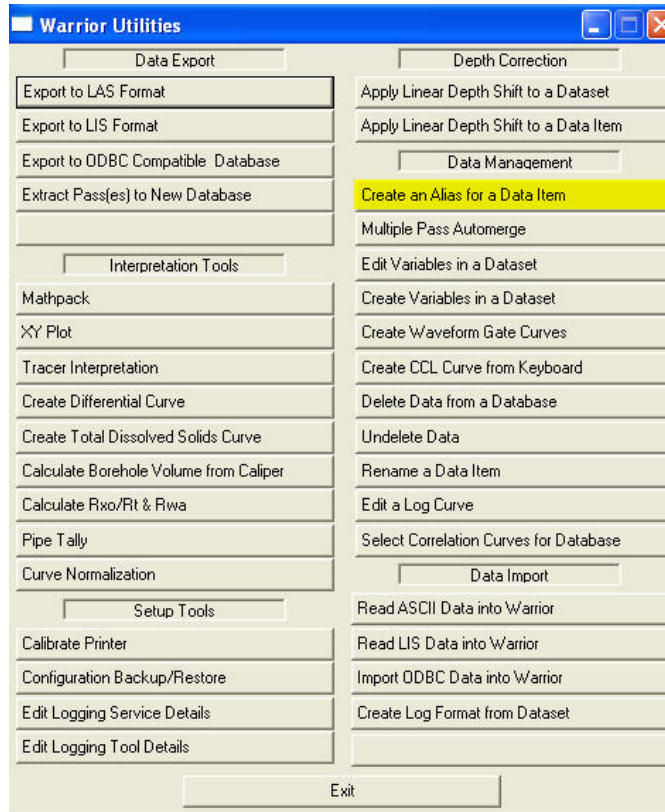 Warrior Utilities
Data Export
Export to LAS Format
Export to LIS Format
Export to ODBC Compatible  Database
Extract Pass(es) to New Database
Interpretation Tools
Mathpack
XY Plot
Tracer Interpretation
Create Differential Curve
Create Total Dissolved Solids Curve
Calculate Borehole Volume from Caliper
Calculate Rxo/Rt & Rwa
Pipe Tally
Curve Normalization
Setup Tools
Calibrate Printer
Configuration Backup/Restore
Edit Logging Service Details
Edit Logging Tool Details
Depth Correction
Apply Linear Depth Shift to a Dataset
Apply Linear Depth Shift to a Data Item
Data Management
Create an Alias for a Data Item
Multiple Pass Automerge
Edit Variables in a Dataset
Create Variables in a Dataset
Create Waveform Gate Curves
Create CCL Curve from Keyboard
Delete Data from a Database
Undelete Data
Rename a Data Item
Edit a Log Curve
Select Correlation Curves for Database
Data Import
Read ASCII Data into Warrior
Read LIS Data into Warrior
Import ODBC Data into Warrior
Create Log Format from Dataset
Exit